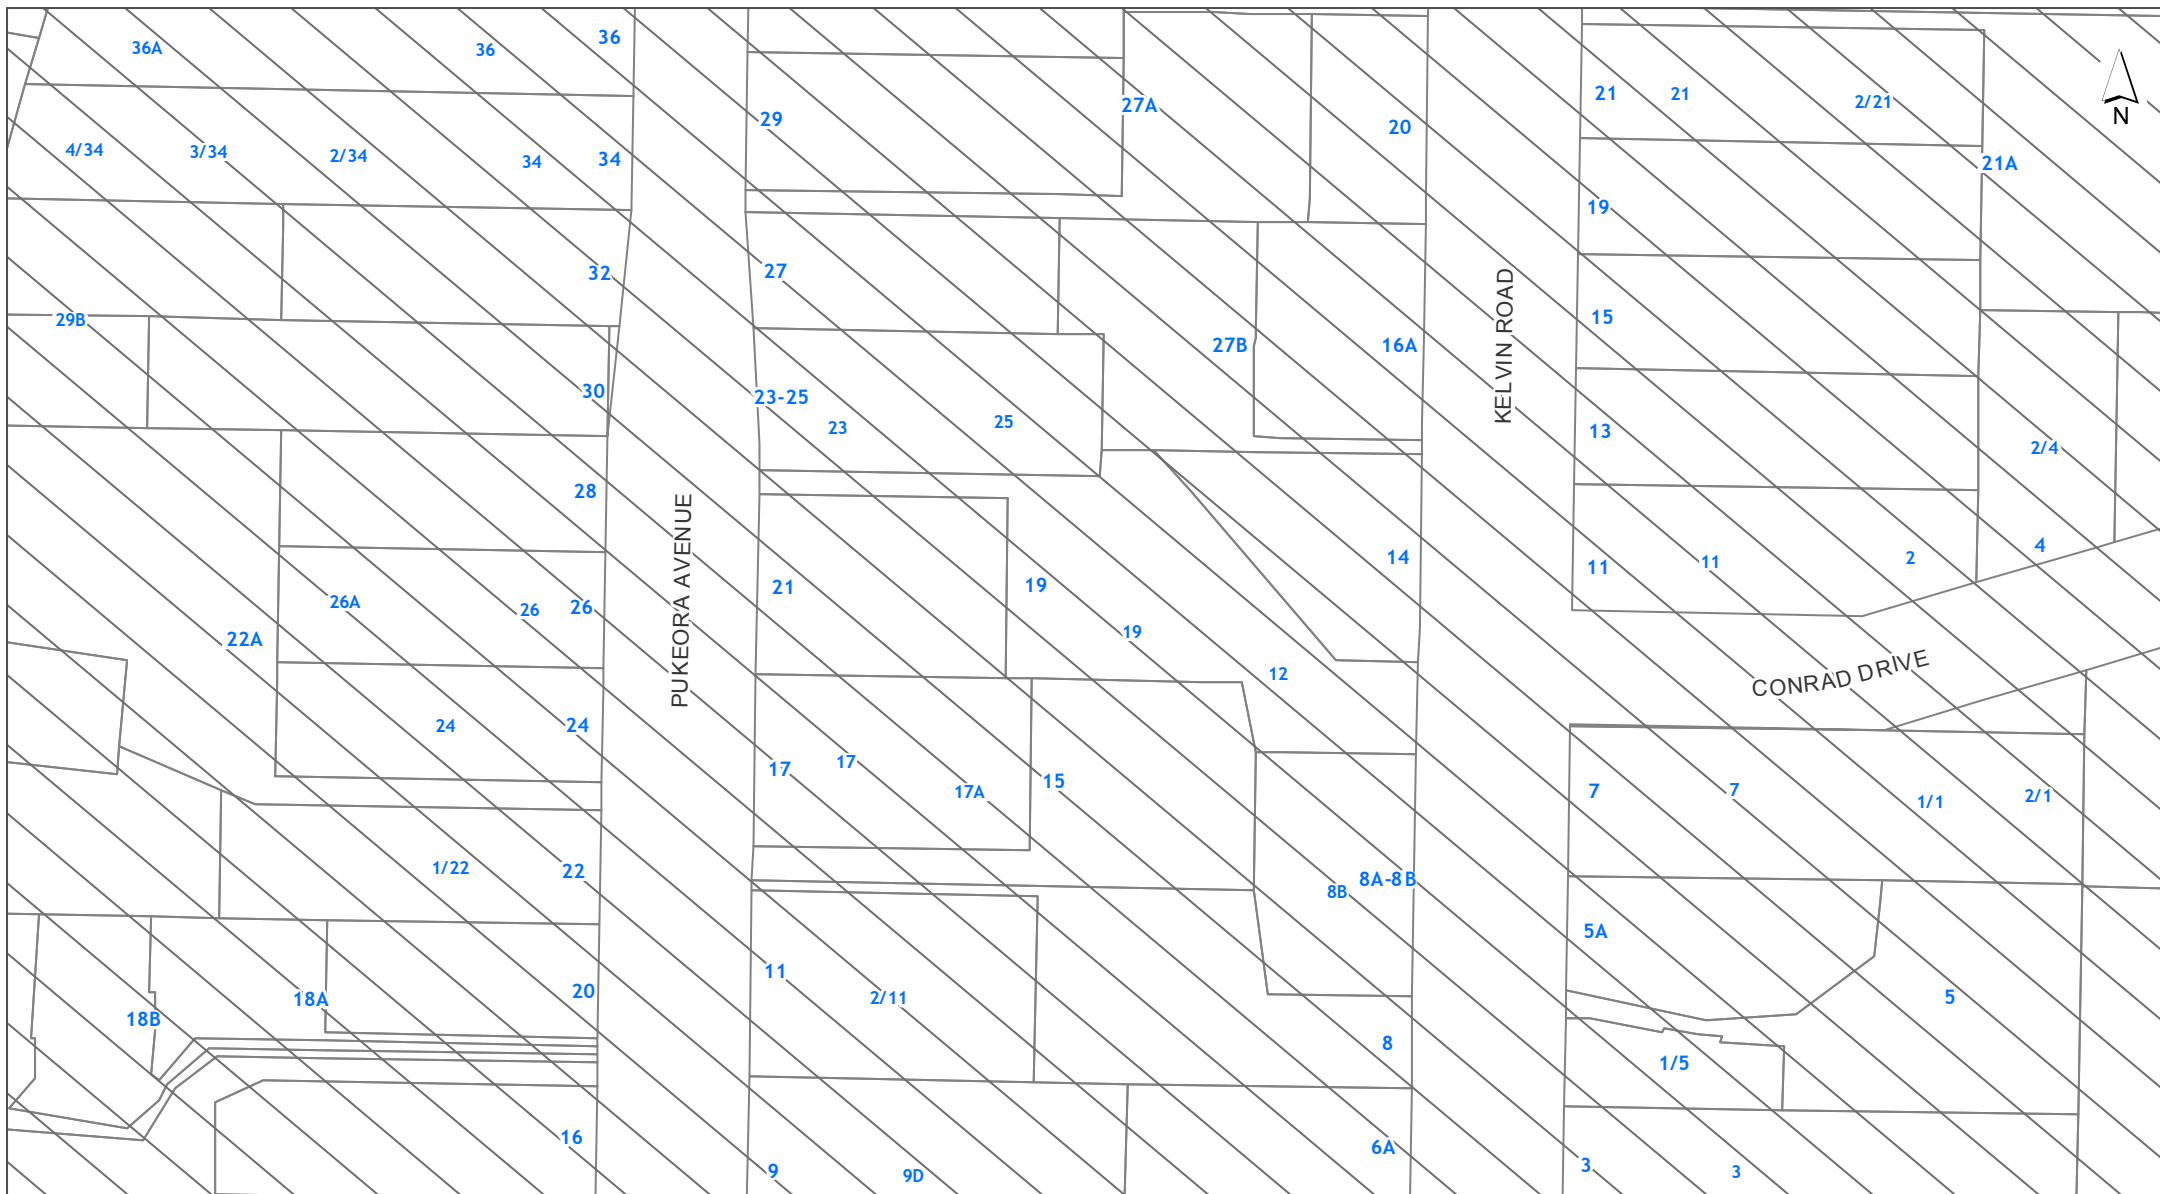 36A 36 36
29
27A
20
21 21 2/21
N
4/34 3/34 2/34 34 34
21A
19
32
27
29B
27B
16A
15
KELVIN ROAD
30
23-25
23 25
13
2/4
28
PUKEORA AVENUE
21
19
14
11 11 2 4
26A 26 26
22A
19
12
CONRAD DRIVE
24 24
17 17 17A 15
7 7 1/1 2/1
1/22 22
8B 8A-8B
5A
11 2/11
5
20
18A
18B
8
1/5
16
9 9D
6A
3 3